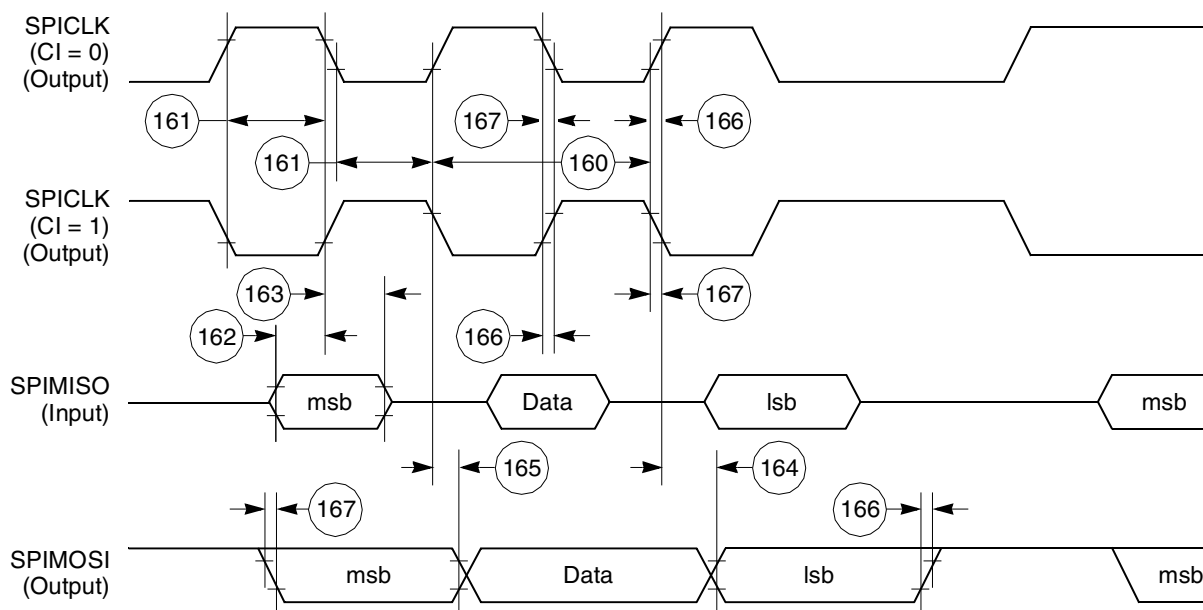 SPICLK
(CI = 0)
(Output)
161
167
166
161
160
SPICLK
(CI = 1)
(Output)
163
167
162
166
SPIMISO
(Input)
msb
Data
lsb
msb
165
164
167
166
SPIMOSI
(Output)
msb
Data
lsb
msb